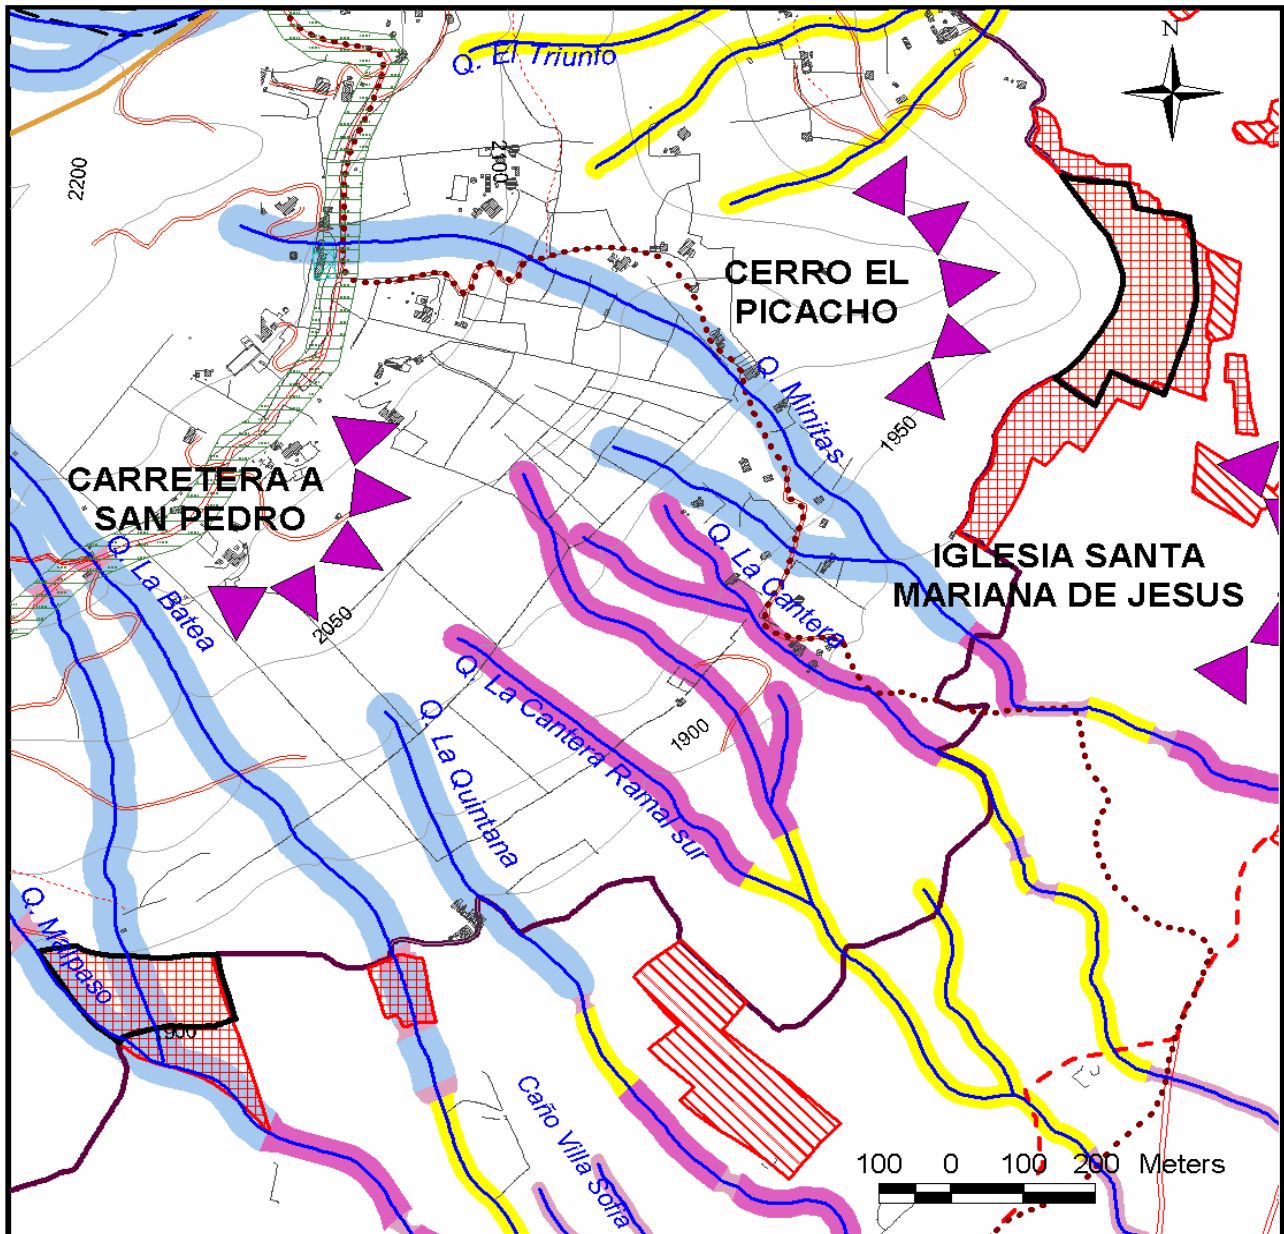 N
Q. El Triunfo
2200
2100
CERRO EL
PICACHO
Q. Minitas
1950
CARRETERA A
SAN PEDRO
Q. La Batea
2050
Q. La Cantera
IGLESIA SANTA
MARIANA DE JESUS
Q. La Cantera Ramal sur
1900
Q. La Quintana
Q. Malpaso
900
Caño Villa Sofia
100 0 100 200 Meters